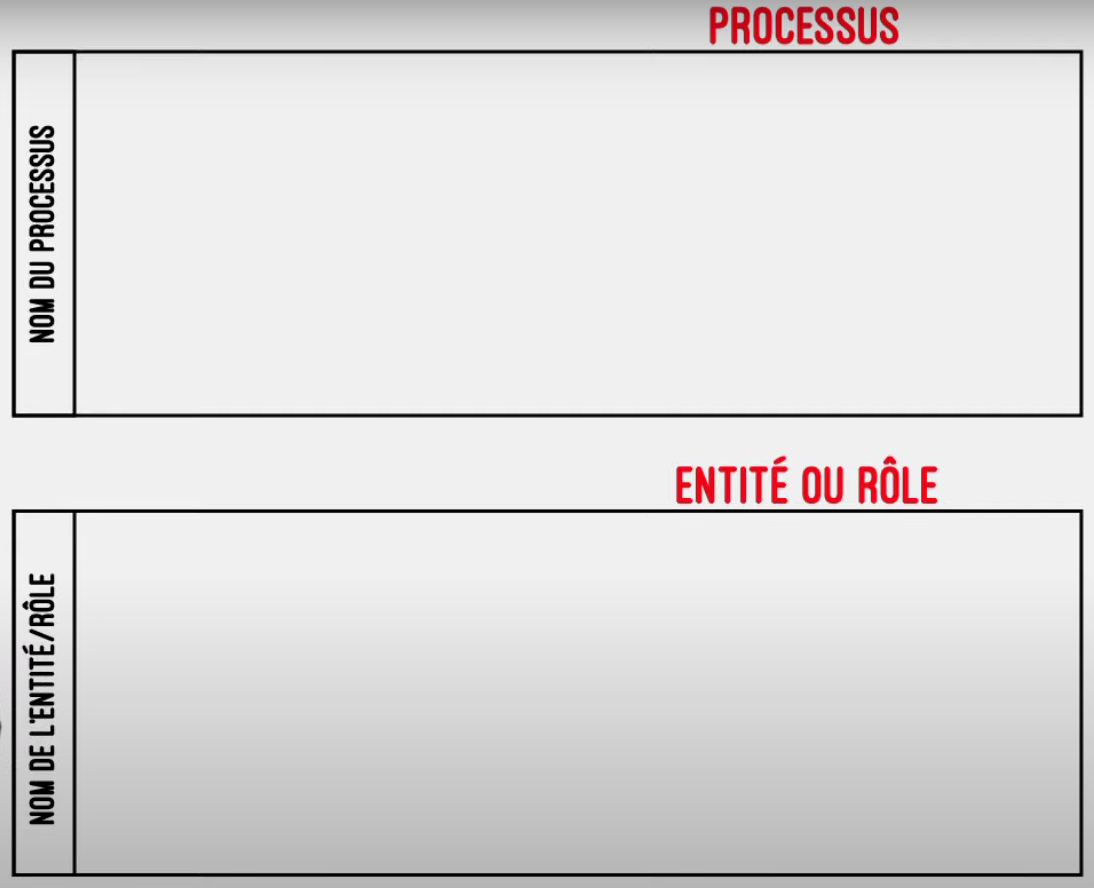 PROCESSUS
NOM DU PROCESSUS
ENTITÉ OU RÔLE
NOM DE L'ENTITÉ/RÔLE